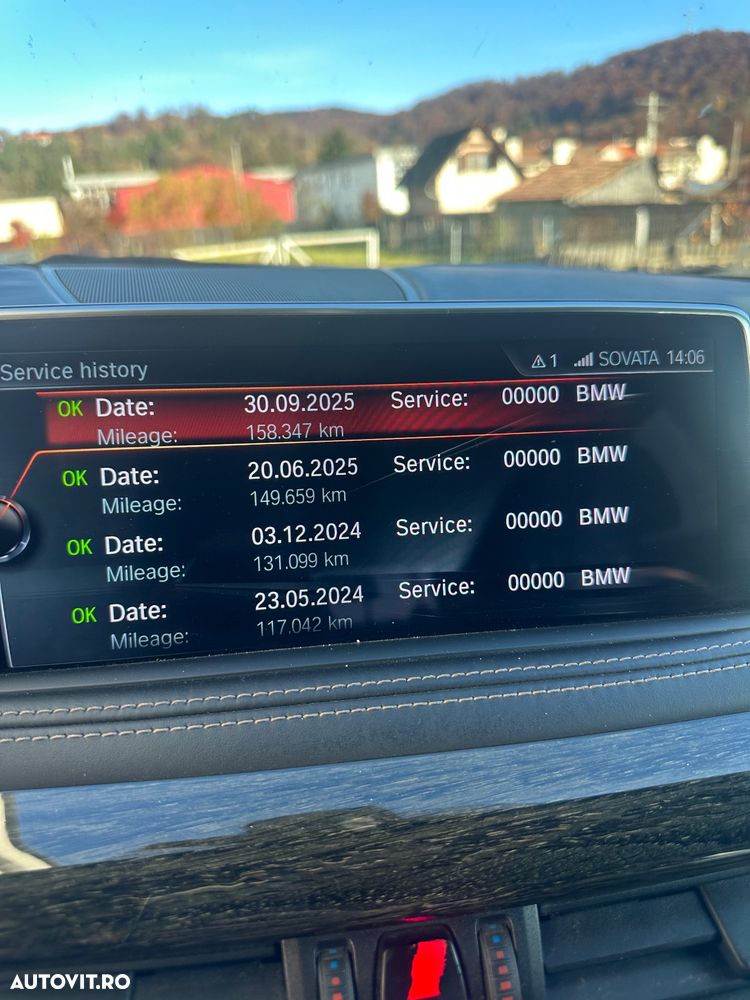 Service history
1 SOVATA 14:06
OK Date: 30.09.2025 Service: 00000 BMW
Mileage: 158.347 km
OK Date: 20.06.2025 Service: 00000 BMW
Mileage: 149.659 km
OK Date: 03.12.2024 Service: 00000 BMW
Mileage: 131.099 km
OK Date: 23.05.2024 Service: 00000 BMW
Mileage: 117.042 km
AUTOVIT.RO